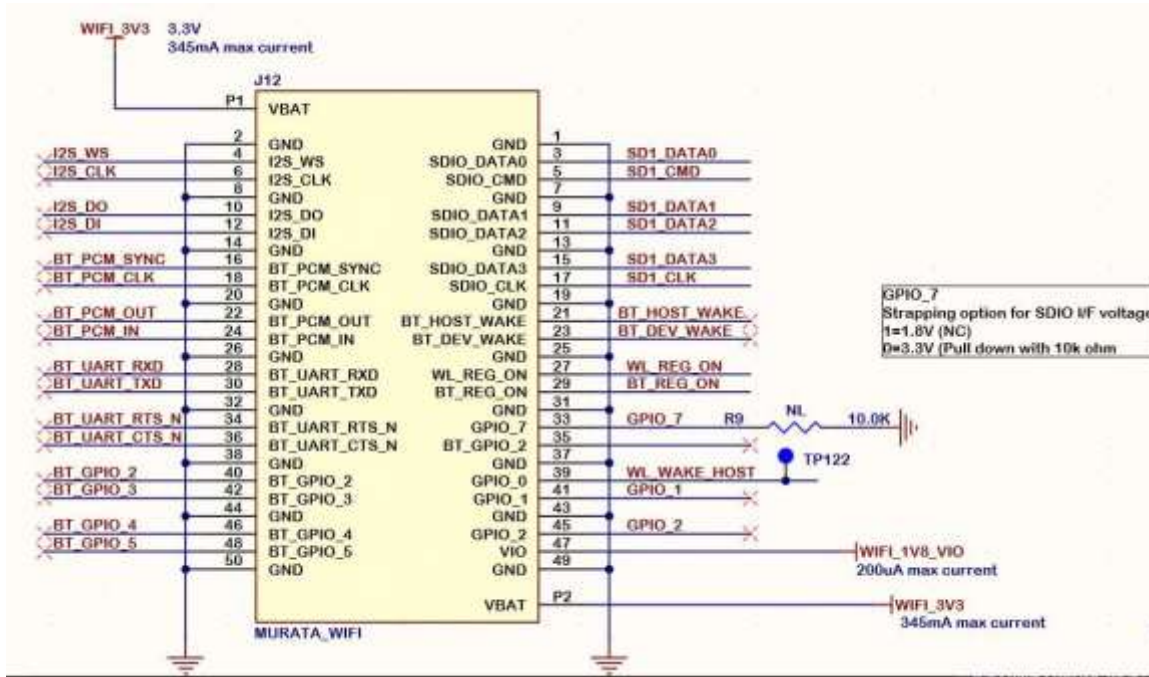 WIFI_3V3 3.3V
345mA max current
J12
P1 VBAT
2 GND GND 1
I2S_WS 4 I2S_WS SDIO_DATA0 3 SD1_DATA0
I2S_CLK 6 I2S_CLK SDIO_CMD 5 SD1_CMD
8 GND GND 7
I2S_DO 10 I2S_DO SDIO_DATA1 9 SD1_DATA1
I2S_DI 12 I2S_DI SDIO_DATA2 11 SD1_DATA2
14 GND GND 13
BT_PCM_SYNC 16 BT_PCM_SYNC SDIO_DATA3 15 SD1_DATA3
BT_PCM_CLK 18 BT_PCM_CLK SDIO_CLK 17 SD1_CLK
20 GND GND 19
BT_PCM_OUT 22 BT_PCM_OUT BT_HOST_WAKE 21 BT_HOST_WAKE
BT_PCM_IN 24 BT_PCM_IN BT_DEV_WAKE 23 BT_DEV_WAKE
26 GND GND 25
BT_UART_RXD 28 BT_UART_RXD WL_REG_ON 27 WL_REG_ON
BT_UART_TXD 30 BT_UART_TXD BT_REG_ON 29 BT_REG_ON
32 GND GND 31
BT_UART_RTS_N 34 BT_UART_RTS_N GPIO_7 33 GPIO_7 R9 NL 10.0K
BT_UART_CTS_N 36 BT_UART_CTS_N BT_GPIO_2 35
38 GND GND 37 TP122
BT_GPIO_2 40 BT_GPIO_2 GPIO_0 39 WL_WAKE_HOST
BT_GPIO_3 42 BT_GPIO_3 GPIO_1 41 GPIO_1
44 GND GND 43
BT_GPIO_4 46 BT_GPIO_4 GPIO_2 45 GPIO_2
BT_GPIO_5 48 BT_GPIO_5 VIO 47 WIFI_1V8_VIO
50 GND GND 49 200uA max current
VBAT P2 WIFI_3V3
345mA max current
MURATA_WIFI
GPIO_7
Strapping option for SDIO I/F voltage
1=1.8V (NC)
0=3.3V (Pull down with 10k ohm